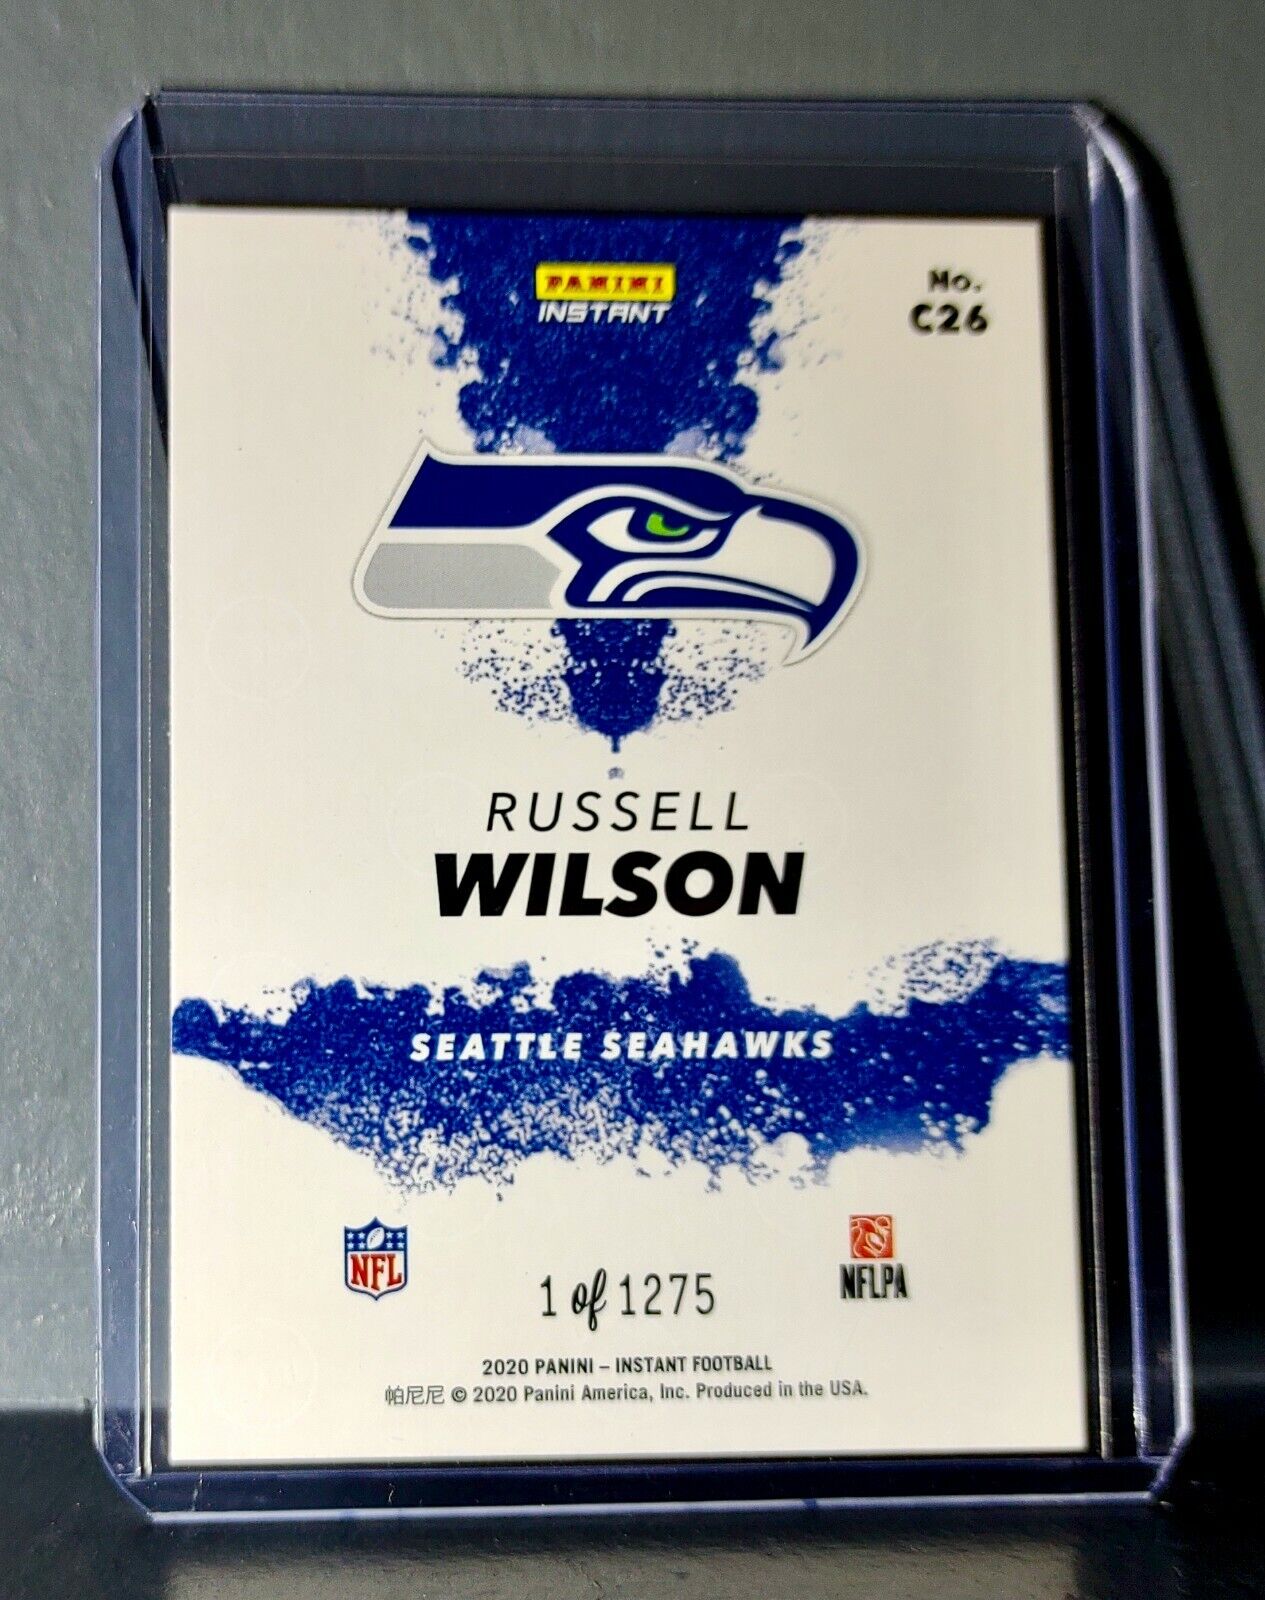 PANINI
INSTANT
No.
C26
RUSSELL
WILSON
SEATTLE SEAHAWKS
NFL
1 of 1275
NFLPA
2020 PANINI – INSTANT FOOTBALL
帕尼尼 © 2020 Panini America, Inc. Produced in the USA.